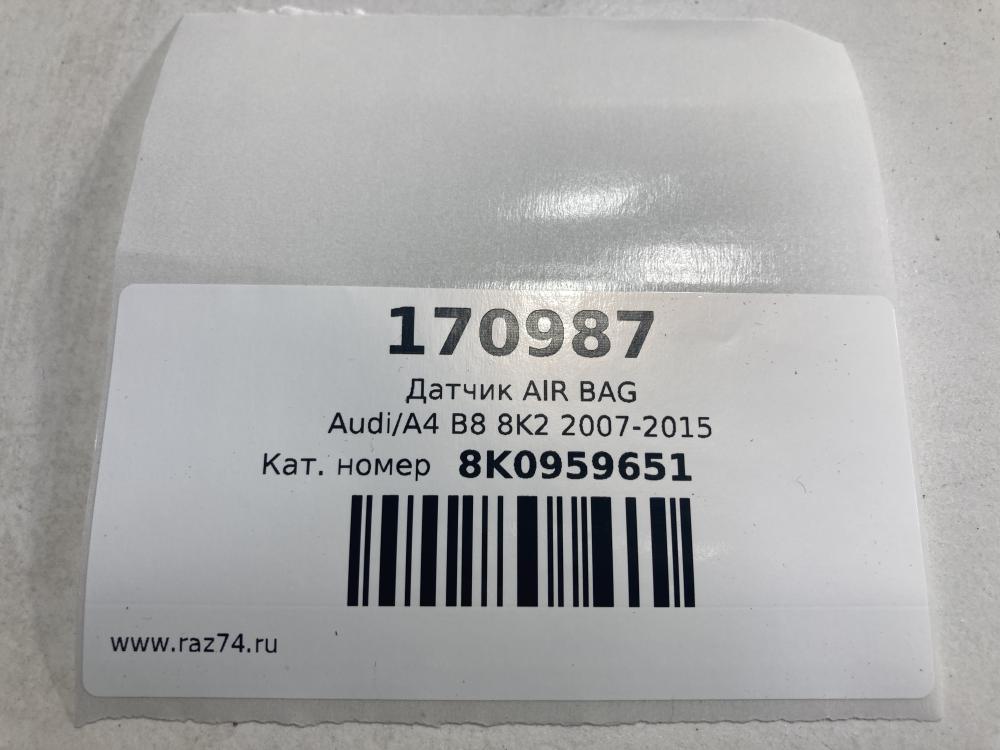 170987
Датчик AIR BAG
Audi/A4 B8 8K2 2007-2015
Кат. номер 8K0959651
www.raz74.ru